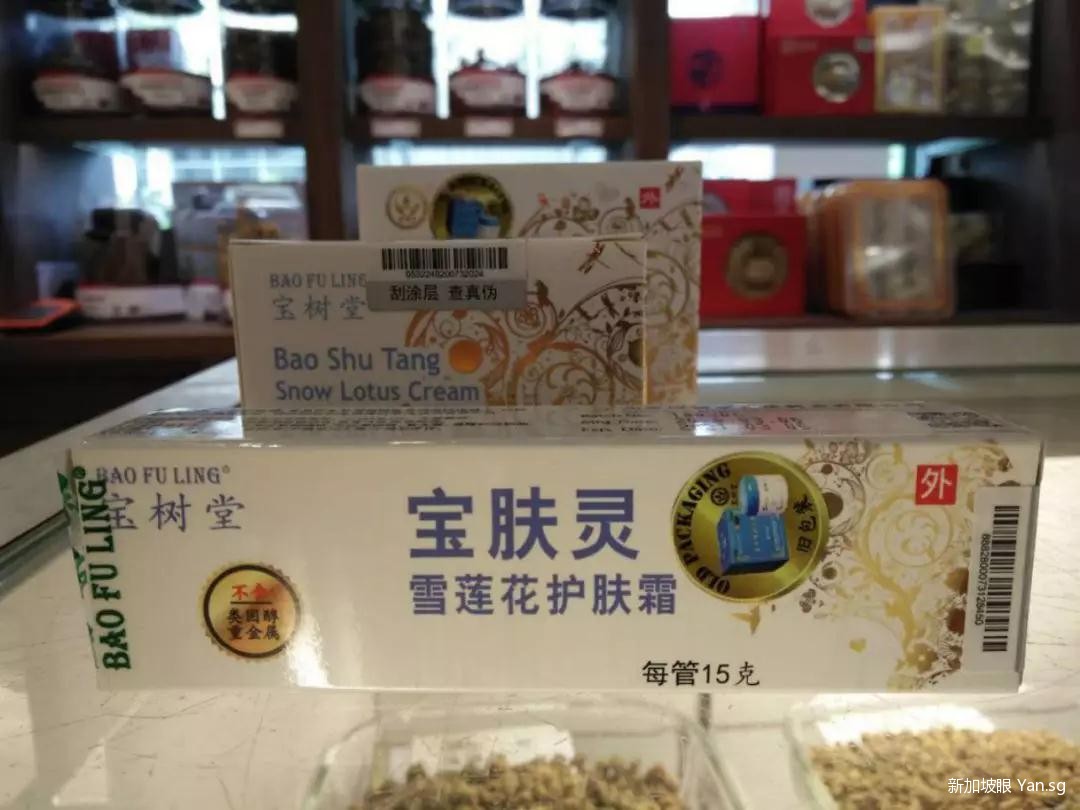 外
BAO FU LING
宝树堂
0532240200732024
刮涂层 查真伪
Bao Shu Tang
Snow Lotus Cream
BAO FU LING®
宝树堂
BAO FU LING®
宝肤灵
雪莲花护肤霜
OLD PACKAGING
旧包装
外
类固醇
重金属
每管15克
新加坡眼 Yan.sg